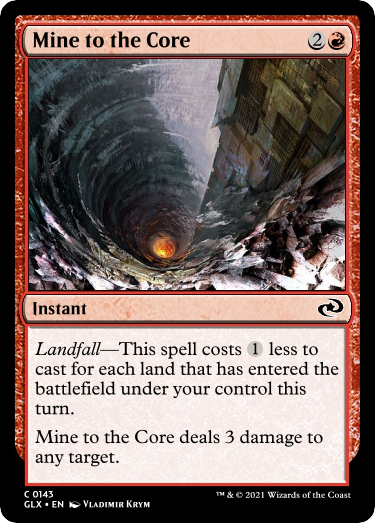 Mine to the Core 2
Instant
Landfall—This spell costs 1 less to
cast for each land that has entered the
battlefield under your control this
turn.
Mine to the Core deals 3 damage to
any target.
C 0143
GLX • EN Vladimir Krym
™ & © 2021 Wizards of the Coast